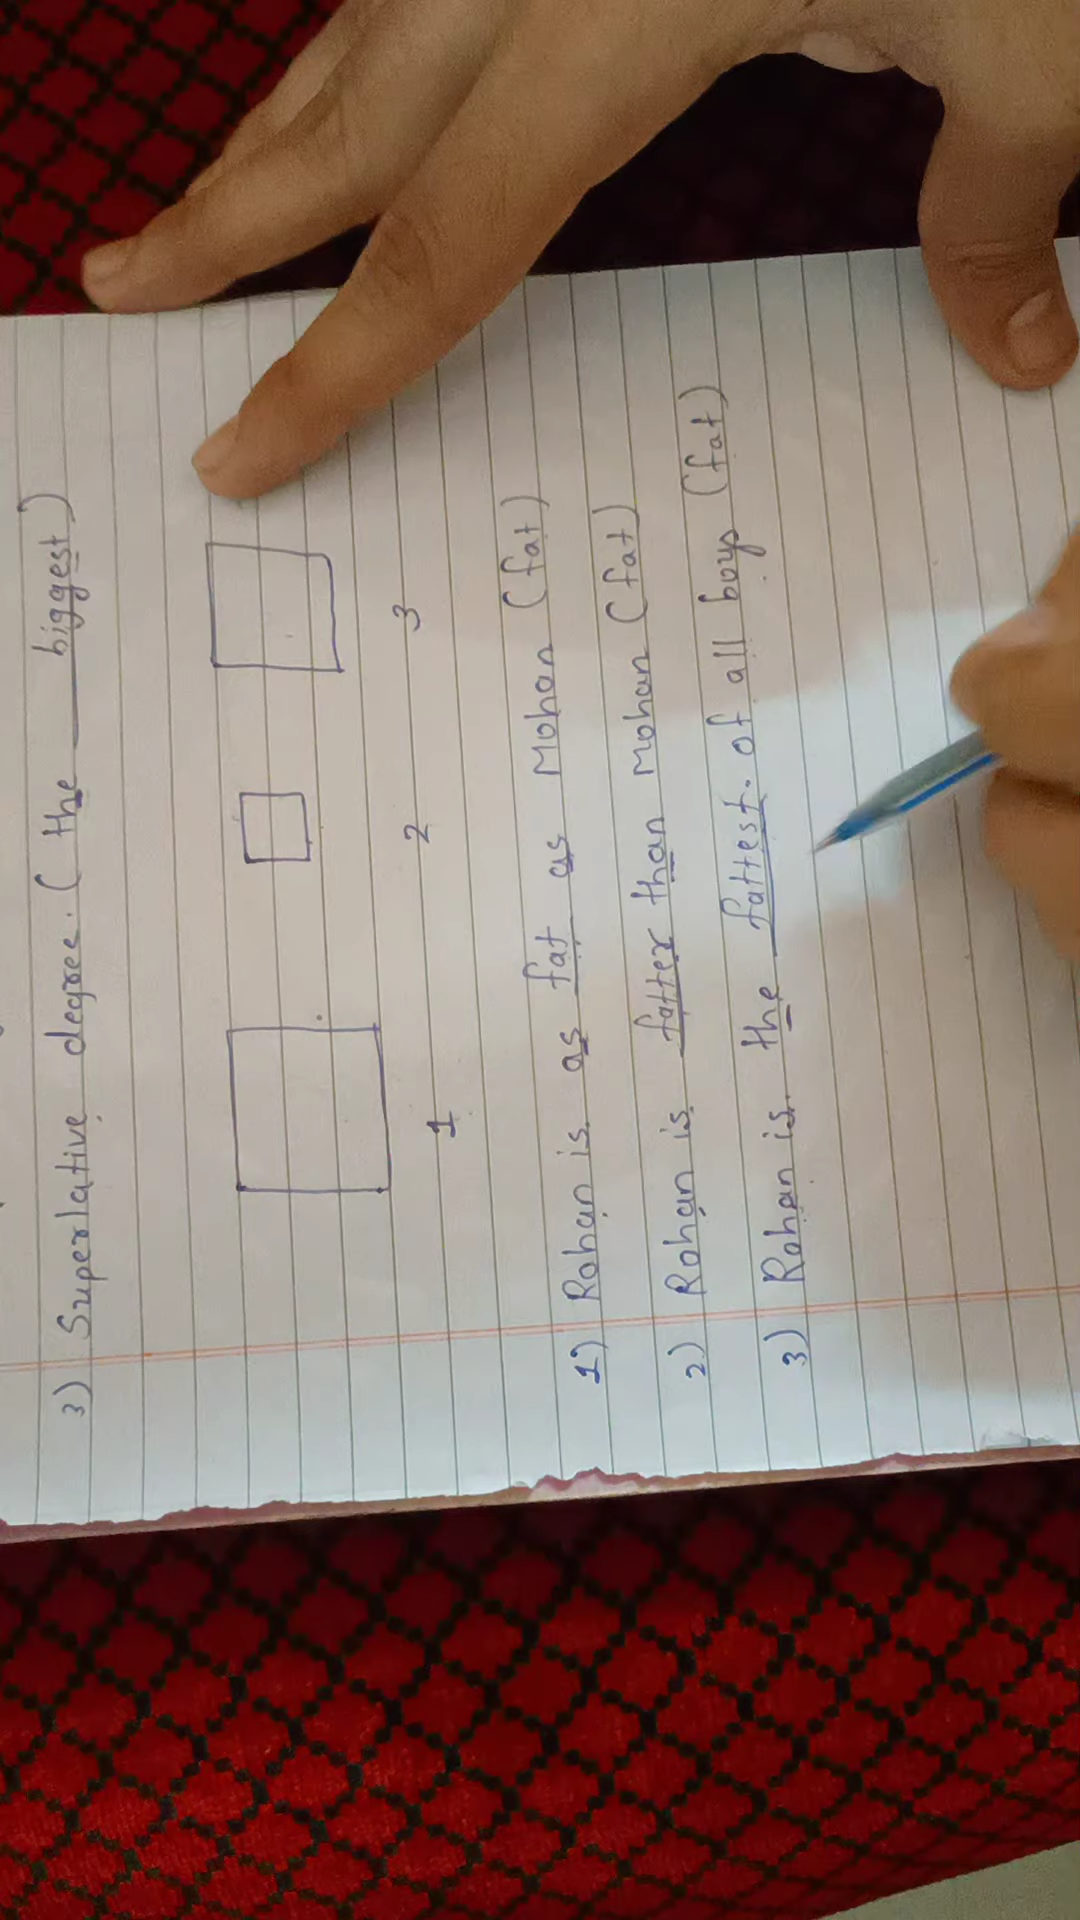 3) Superlative degree. (the ____ biggest)
1 2 3
1) Rohan is as fat as Mohan (fat)
2) Rohan is fatter than Mohan (fat)
3) Rohan is the fattest of all boys (fat)